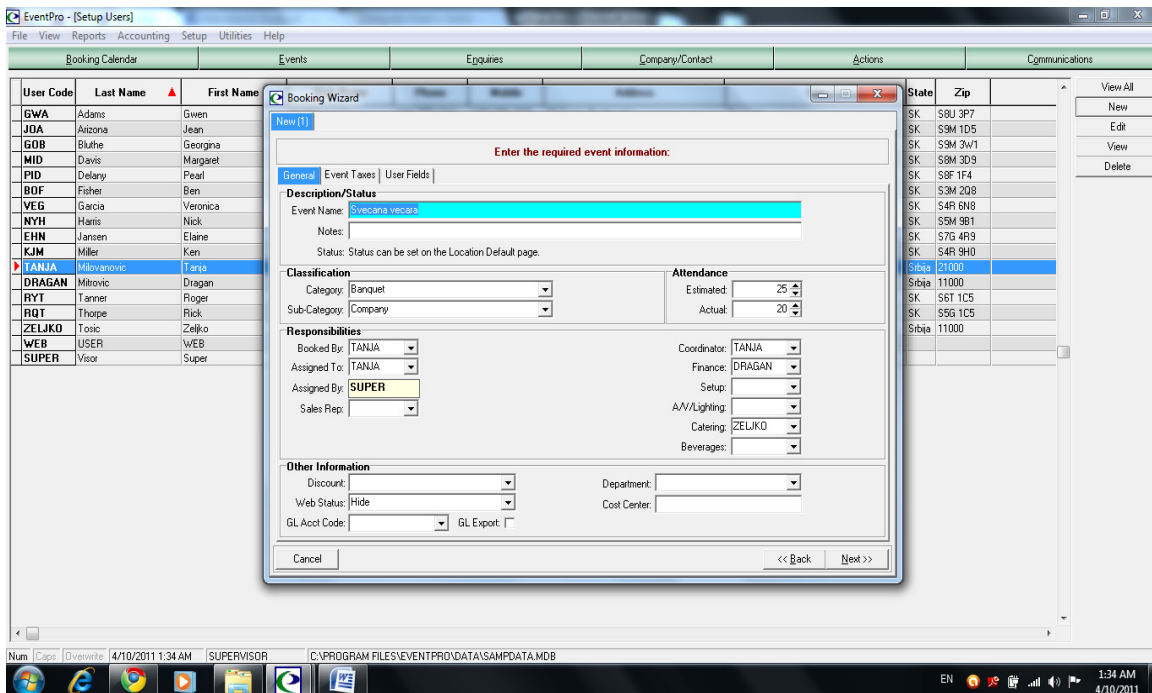 EventPro - [Setup Users]
File View Reports Accounting Setup Utilities Help
Booking Calendar Events Enquiries Company/Contact Actions Communications
User Code Last Name First Name State Zip
GWA Adams Gwen SK S8U 3P7
JOA Arizona Jean SK S9M 1D5
GOB Bluthe Georgina SK S9M 3W1
MID Davis Margaret SK S8M 3D9
PID Delany Pearl SK S8F 1F4
BOF Fisher Ben SK S3M 2Q8
VEG Garcia Veronica SK S4R 6N8
NYH Harris Nick SK S5M 9B1
EHN Jansen Elaine SK S7G 4R9
KJM Miller Ken SK S4R 9H0
TANJA Milovanovic Tanja Srbija 21000
DRAGAN Mitrovic Dragan Srbija 11000
RYT Tanner Roger SK S6T 1C5
RQT Thorpe Rick SK S5G 1C5
ZELJKO Tosic Zeljko Srbija 11000
WEB USER WEB
SUPER Visor Super
View All
New
Edit
View
Delete
Booking Wizard
New (1)
Enter the required event information:
General Event Taxes User Fields
Description/Status
Event Name: Svecana vecara
Notes:
Status: Status can be set on the Location Default page.
Classification Attendance
Category: Banquet Estimated: 25
Sub-Category: Company Actual: 20
Responsibilities
Booked By: TANJA Coordinator: TANJA
Assigned To: TANJA Finance: DRAGAN
Assigned By: SUPER Setup:
Sales Rep: A/V/Lighting:
Catering: ZELJKO
Beverages:
Other Information
Discount: Department:
Web Status: Hide Cost Center:
GL Acct Code: GL Export:
Cancel << Back Next >>
Num Caps Overwrite 4/10/2011 1:34 AM SUPERVISOR C:\PROGRAM FILES\EVENTPRO\DATA\SAMPDATA.MDB
EN 1:34 AM
4/10/2011